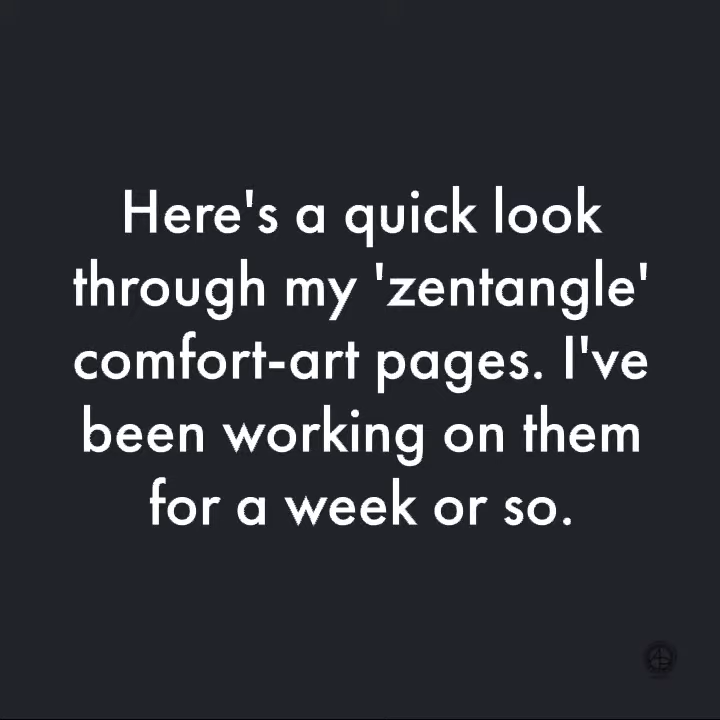 Here's a quick look
through my 'zentangle'
comfort-art pages. I've
been working on them
for a week or so.